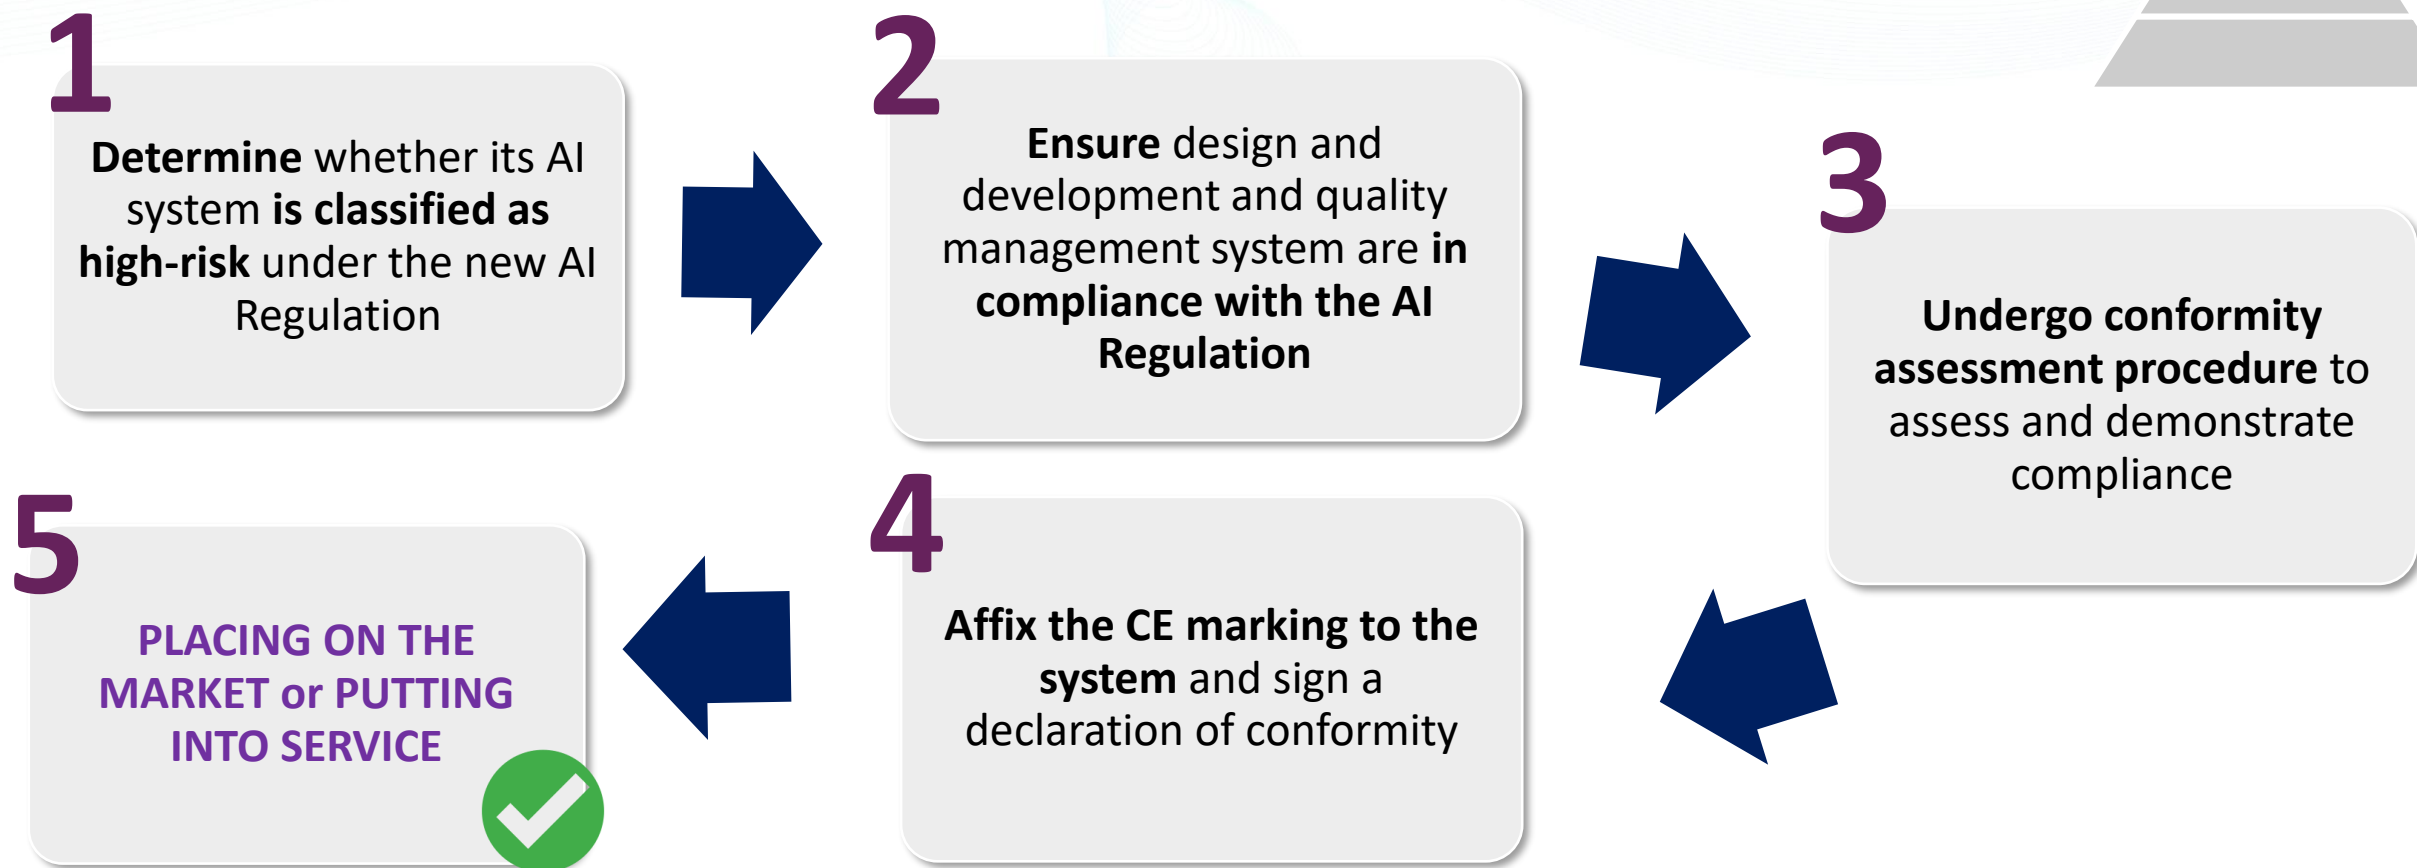 1
Determine whether its AI
system is classified as
high-risk under the new AI
Regulation
2
Ensure design and
development and quality
management system are in
compliance with the AI
Regulation
3
Undergo conformity
assessment procedure to
assess and demonstrate
compliance
4
Affix the CE marking to the
system and sign a
declaration of conformity
5
PLACING ON THE
MARKET or PUTTING
INTO SERVICE